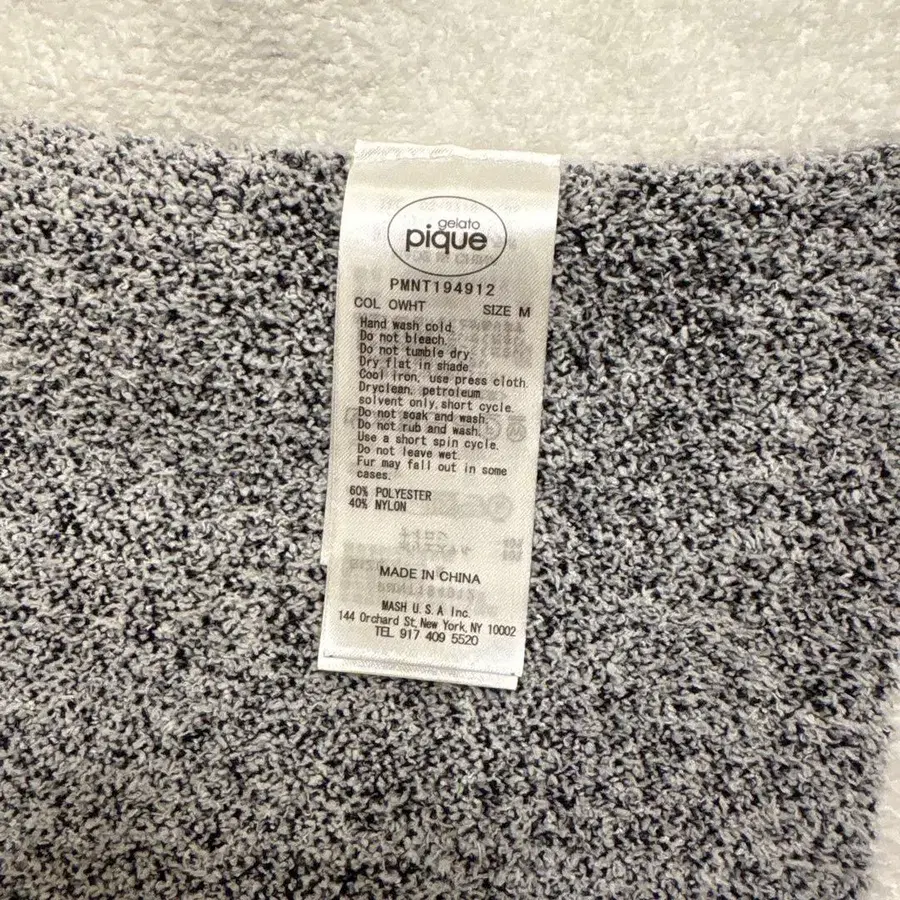 gelato
pique
PMNT194912
COL OWHT SIZE M
Hand wash cold.
Do not bleach.
Do not tumble dry.
Dry flat in shade.
Cool iron, use press cloth.
Dryclean, petroleum
solvent only, short cycle.
Do not soak and wash.
Do not rub and wash.
Use a short spin cycle.
Do not leave wet.
Fur may fall out in some
cases.
60% POLYESTER
40% NYLON
MADE IN CHINA
MASH U.S.A Inc.
144 Orchard St, New York, NY 10002
TEL 917 409 5520